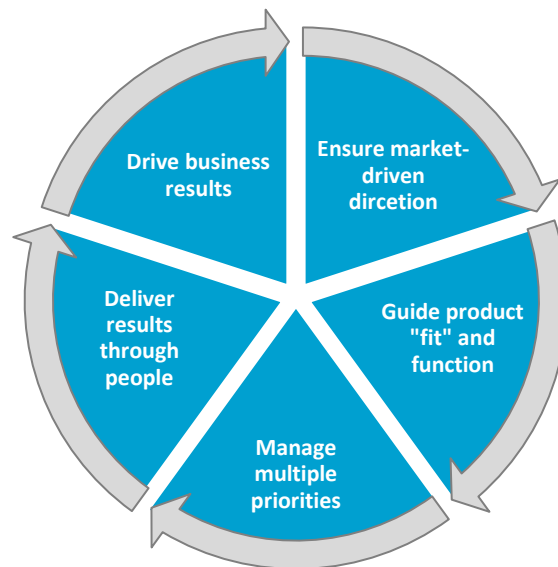 Drive business
results
Ensure market-
driven
dircetion
Guide product
"fit" and
function
Manage
multiple
priorities
Deliver
results
through
people